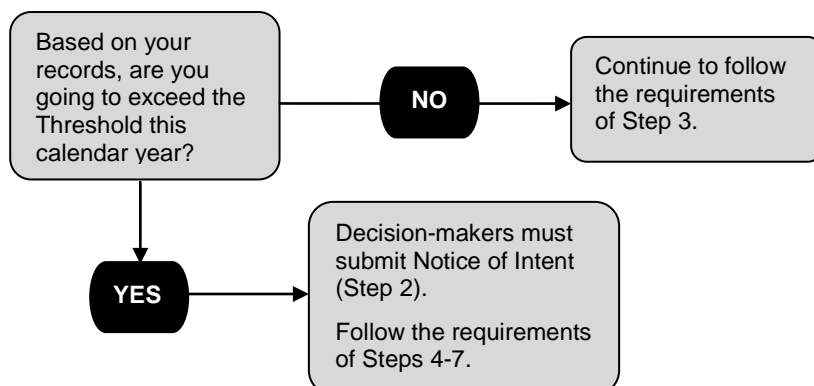 Based on your
records, are you
going to exceed the
Threshold this
calendar year?
NO
Continue to follow
the requirements
of Step 3.
YES
Decision-makers must
submit Notice of Intent
(Step 2).
Follow the requirements
of Steps 4-7.